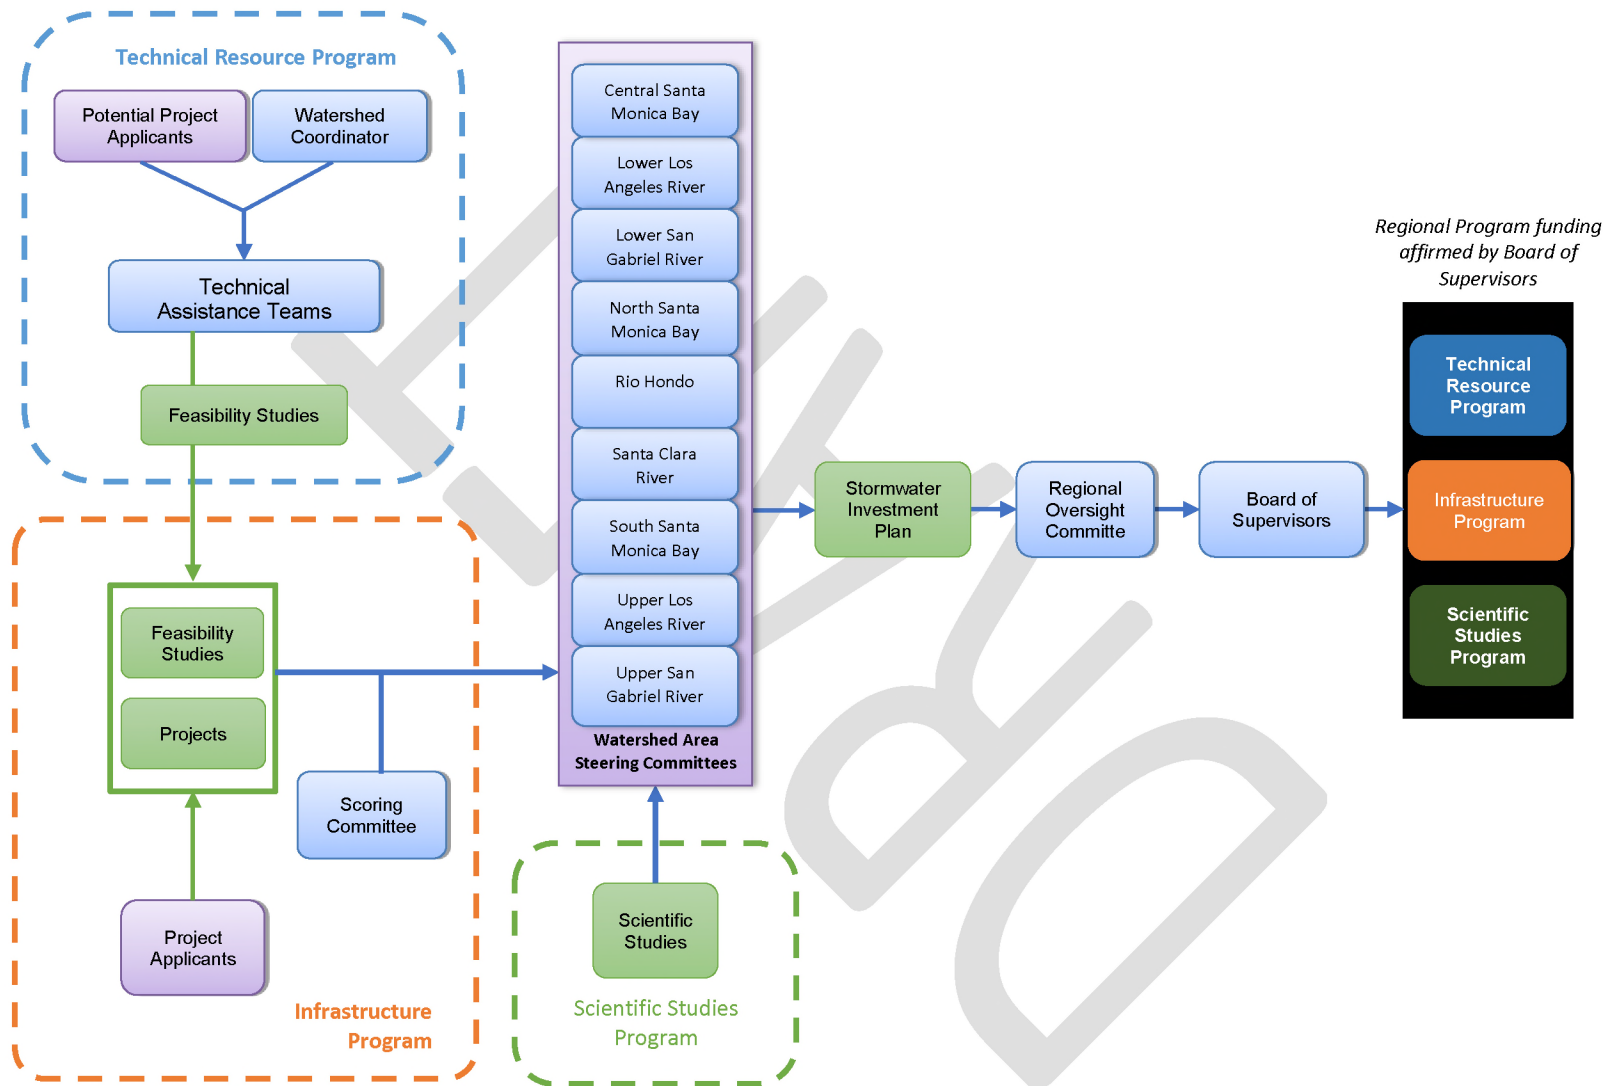 Technical Resource Program
Potential Project
Applicants
Watershed
Coordinator
Technical
Assistance Teams
Feasibility Studies
Feasibility
Studies
Projects
Scoring
Committee
Project
Applicants
Infrastructure
Program
Central Santa
Monica Bay
Lower Los
Angeles River
Lower San
Gabriel River
North Santa
Monica Bay
Rio Hondo
Santa Clara
River
South Santa
Monica Bay
Upper Los
Angeles River
Upper San
Gabriel River
Watershed Area
Steering Committees
Scientific
Studies
Scientific Studies
Program
Stormwater
Investment
Plan
Regional
Oversight
Committe
Board of
Supervisors
Regional Program funding
affirmed by Board of
Supervisors
Technical
Resource
Program
Infrastructure
Program
Scientific
Studies
Program
DRAFT